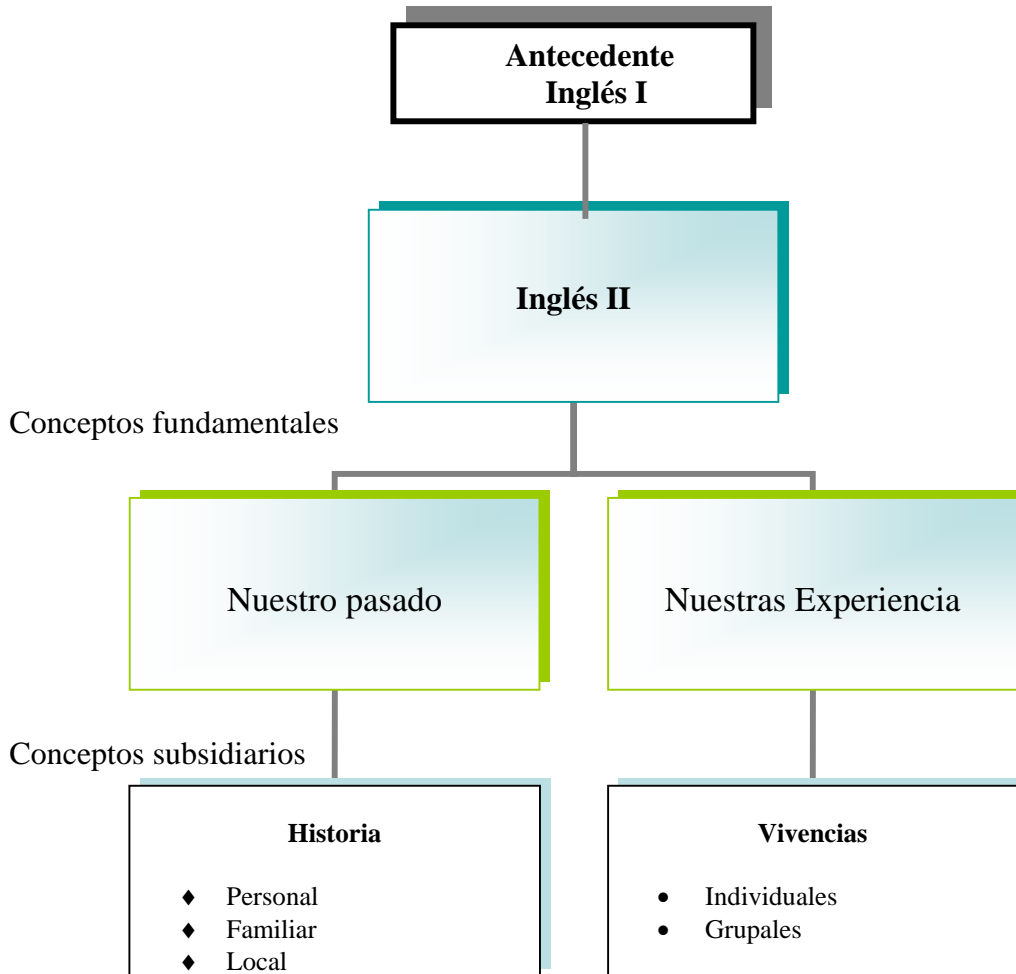 Antecedente
Inglés I
Inglés II
Conceptos fundamentales
Nuestro pasado
Nuestras Experiencia
Conceptos subsidiarios
Historia
♦ Personal
♦ Familiar
♦ Local
Vivencias
• Individuales
• Grupales